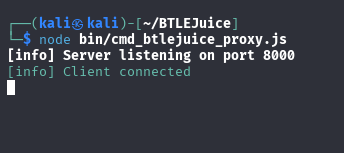 ┌──(kali㉿kali)-[~/BTLEJuice]
└─$ node bin/cmd_btlejuice_proxy.js
[info] Server listening on port 8000
[info] Client connected